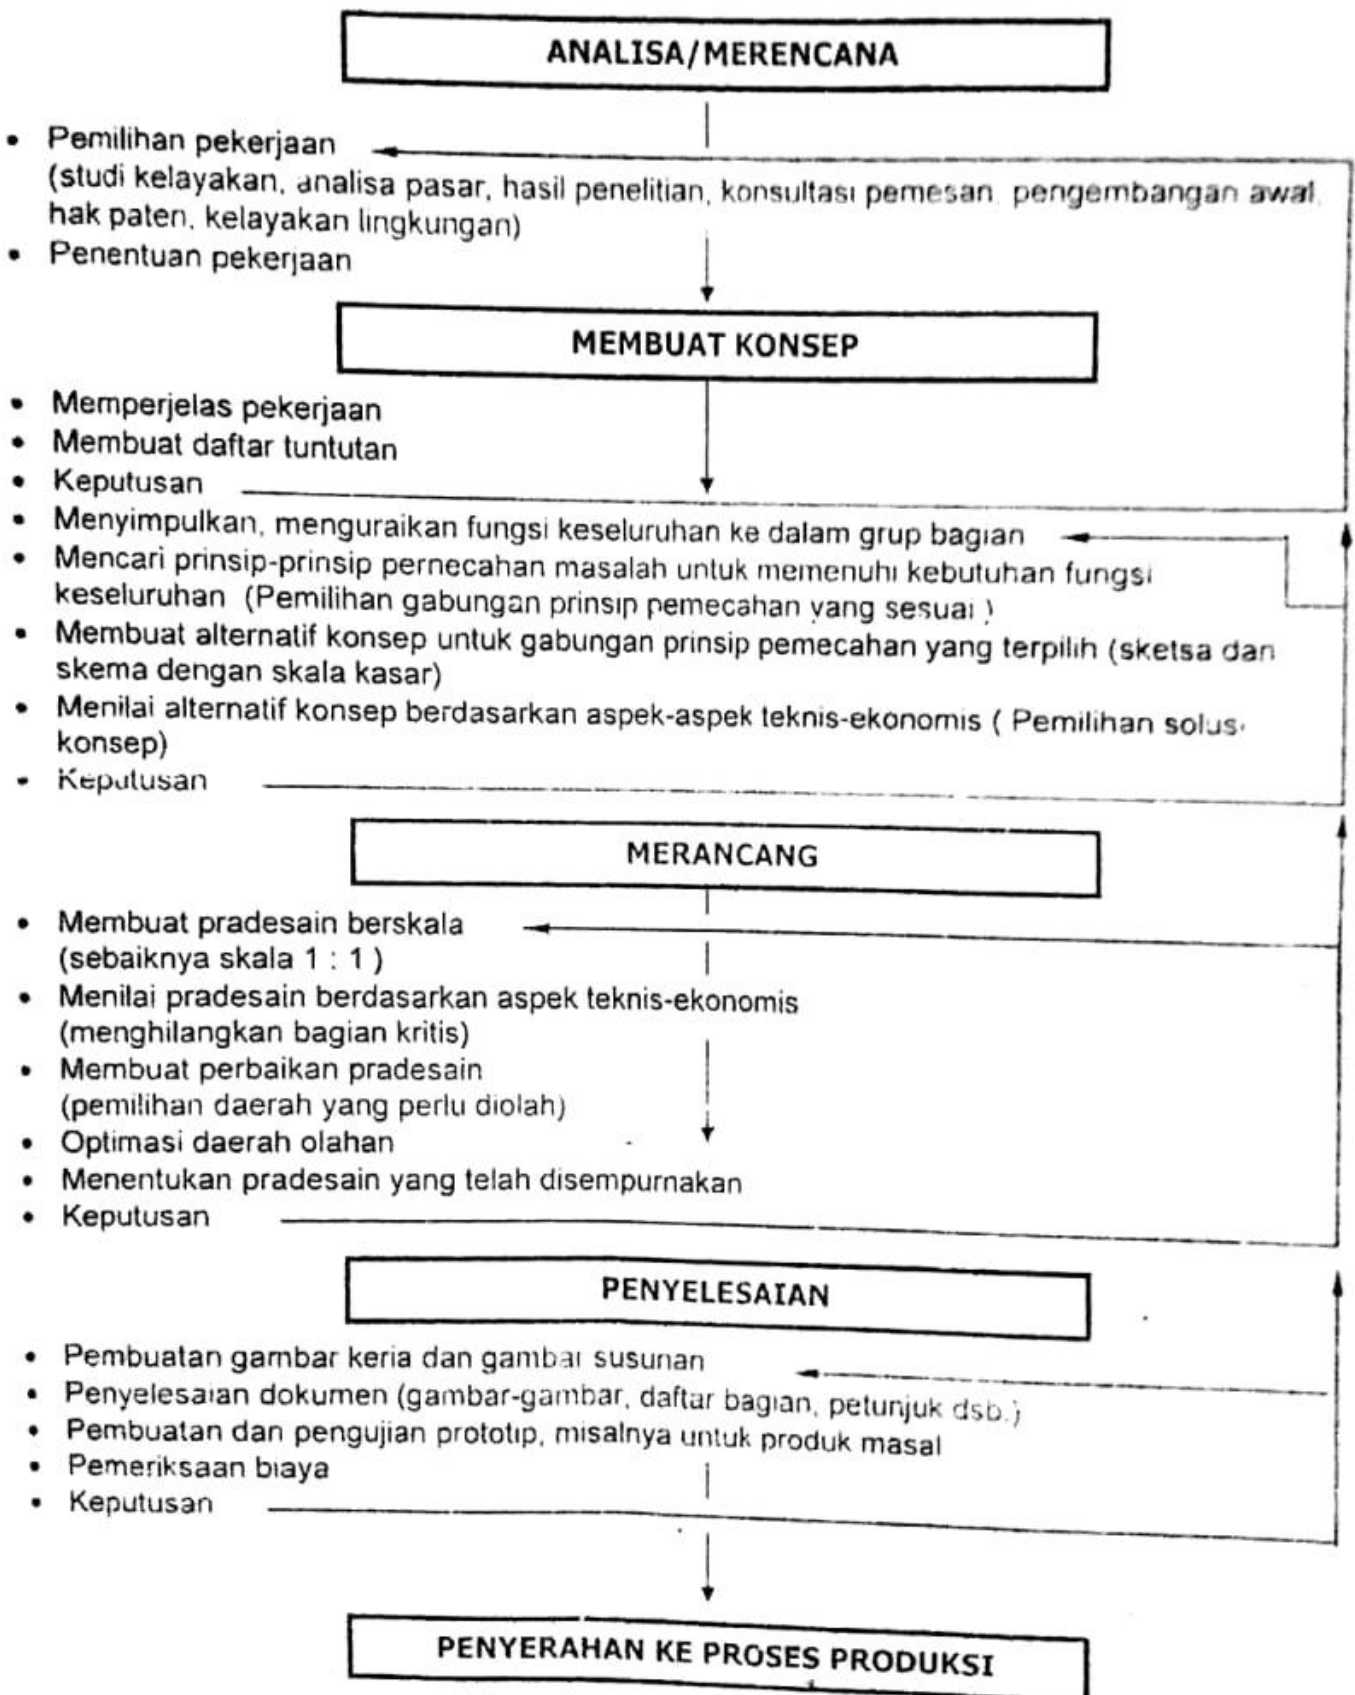 ANALISA/MERENCANA
• Pemilihan pekerjaan
(studi kelayakan, analisa pasar, hasil penelitian, konsultasi pemesan, pengembangan awal,
hak paten, kelayakan lingkungan)
• Penentuan pekerjaan
MEMBUAT KONSEP
• Memperjelas pekerjaan
• Membuat daftar tuntutan
• Keputusan
• Menyimpulkan, menguraikan fungsi keseluruhan ke dalam grup bagian
• Mencari prinsip-prinsip pernecahan masalah untuk memenuhi kebutuhan fungsi
keseluruhan (Pemilihan gabungan prinsip pemecahan yang sesuai )
• Membuat alternatif konsep untuk gabungan prinsip pemecahan yang terpilih (sketsa dan
skema dengan skala kasar)
• Menilai alternatif konsep berdasarkan aspek-aspek teknis-ekonomis ( Pemilihan solusi
konsep)
• Keputusan
MERANCANG
• Membuat pradesain berskala
(sebaiknya skala 1 : 1 )
• Menilai pradesain berdasarkan aspek teknis-ekonomis
(menghilangkan bagian kritis)
• Membuat perbaikan pradesain
(pemilihan daerah yang perlu diolah)
• Optimasi daerah olahan
• Menentukan pradesain yang telah disempurnakan
• Keputusan
PENYELESAIAN
• Pembuatan gambar kerja dan gambar susunan
• Penyelesaian dokumen (gambar-gambar, daftar bagian, petunjuk dsb.)
• Pembuatan dan pengujian prototip, misalnya untuk produk masal
• Pemeriksaan biaya
• Keputusan
PENYERAHAN KE PROSES PRODUKSI